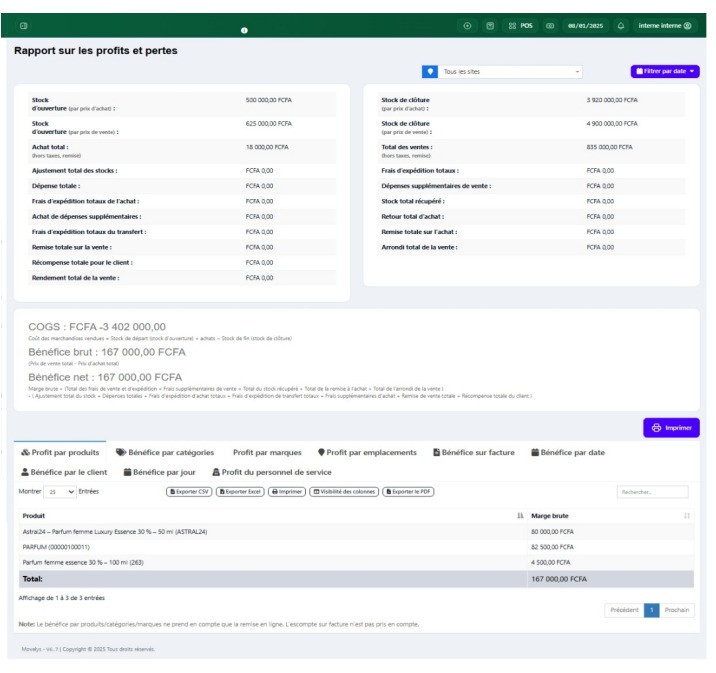 POS
08/01/2025
interne interne
Rapport sur les profits et pertes
Tous les sites
Filtrer par date
Stock
d'ouverture (par prix d'achat) :
500 000,00 FCFA
Stock
d'ouverture (par prix de vente) :
625 000,00 FCFA
Achat total :
(hors taxes, remise)
18 000,00 FCFA
Ajustement total des stocks :
FCFA 0,00
Dépense totale :
FCFA 0,00
Frais d'expédition totaux de l'achat :
FCFA 0,00
Achat de dépenses supplémentaires :
FCFA 0,00
Frais d'expédition totaux du transfert :
FCFA 0,00
Remise totale sur la vente :
FCFA 0,00
Récompense totale pour le client :
FCFA 0,00
Rendement total de la vente :
FCFA 0,00
Stock de clôture
(par prix d'achat) :
3 920 000,00 FCFA
Stock de clôture
(par prix de vente) :
4 900 000,00 FCFA
Total des ventes :
(hors taxes, remise)
835 000,00 FCFA
Frais d'expédition totaux :
FCFA 0,00
Dépenses supplémentaires de vente :
FCFA 0,00
Stock total récupéré :
FCFA 0,00
Retour total d'achat :
FCFA 0,00
Remise totale sur l'achat :
FCFA 0,00
Arrondi total de la vente :
FCFA 0,00
COGS : FCFA -3 402 000,00
Coût des marchandises vendues = Stock de départ (stock d'ouverture) + achats − Stock de fin (stock de clôture)
Bénéfice brut : 167 000,00 FCFA
(Prix de vente total - Prix d'achat total)
Bénéfice net : 167 000,00 FCFA
Marge brute + (Total des frais de vente et d'expédition + Frais supplémentaires de vente + Total du stock récupéré + Total de la remise à l'achat + Total de l'arrondi de la vente )
- ( Ajustement total du stock + Dépenses totales + Frais d'expédition d'achat totaux + Frais d'expédition de transfert totaux + Frais supplémentaires d'achat + Remise de vente totale + Récompense totale du client )
Imprimer
Profit par produits
Bénéfice par catégories
Profit par marques
Profit par emplacements
Bénéfice sur facture
Bénéfice par date
Bénéfice par le client
Bénéfice par jour
Profit du personnel de service
Montrer 25 Entrées
Exporter CSV
Exporter Excel
Imprimer
Visibilité des colonnes
Exporter le PDF
Rechercher...
Produit
Marge brute
Astral24 – Parfum femme Luxury Essence 30 % – 50 ml (ASTRAL24)
80 000,00 FCFA
PARFUM (00000100011)
82 500,00 FCFA
Parfum femme essence 30 % – 100 ml (263)
4 500,00 FCFA
Total:
167 000,00 FCFA
Affichage de 1 à 3 de 3 entrées
Précédent
1
Prochain
Note: Le bénéfice par produits/catégories/marques ne prend en compte que la remise en ligne. L'escompte sur facture n'est pas pris en compte.
Movelyx - V6. 7 | Copyright © 2025 Tous droits réservés.